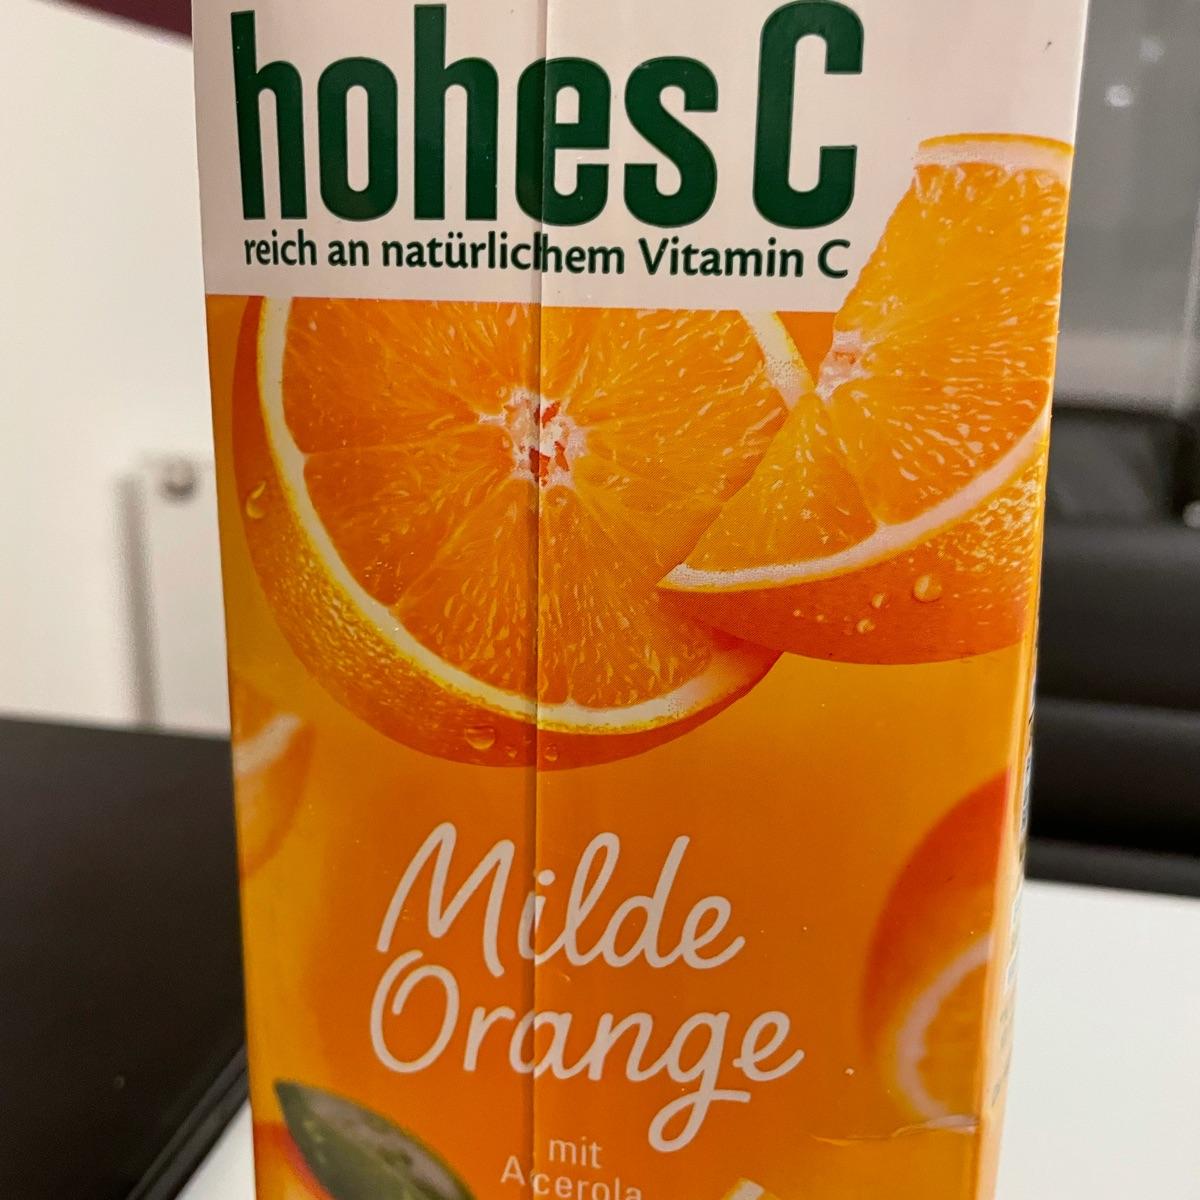 hohes C
reich an natürlichem Vitamin C
Milde
Orange
mit
Acerola